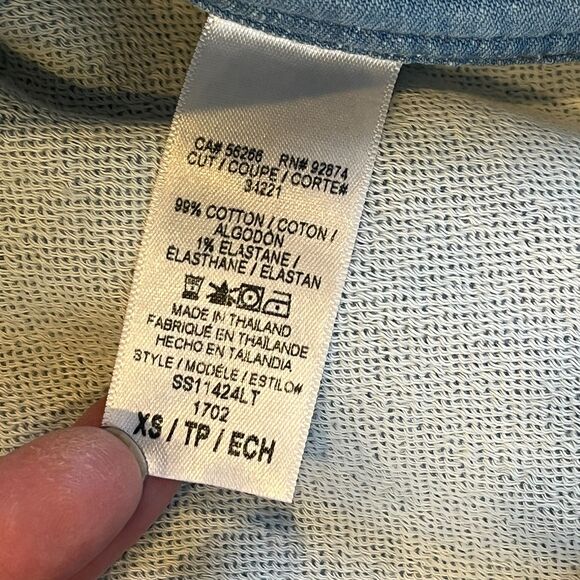 CA# 56266 RN# 92874
CUT / COUPE / CORTE#
34221
99% COTTON / COTON /
ALGODÓN
1% ELASTANE /
ÉLASTHANE / ELASTAN
MADE IN THAILAND
FABRIQUÉ EN THAILANDE
HECHO EN TAILANDIA
STYLE / MODÈLE / ESTILO#
SS11424LT
1702
XS / TP / ECH